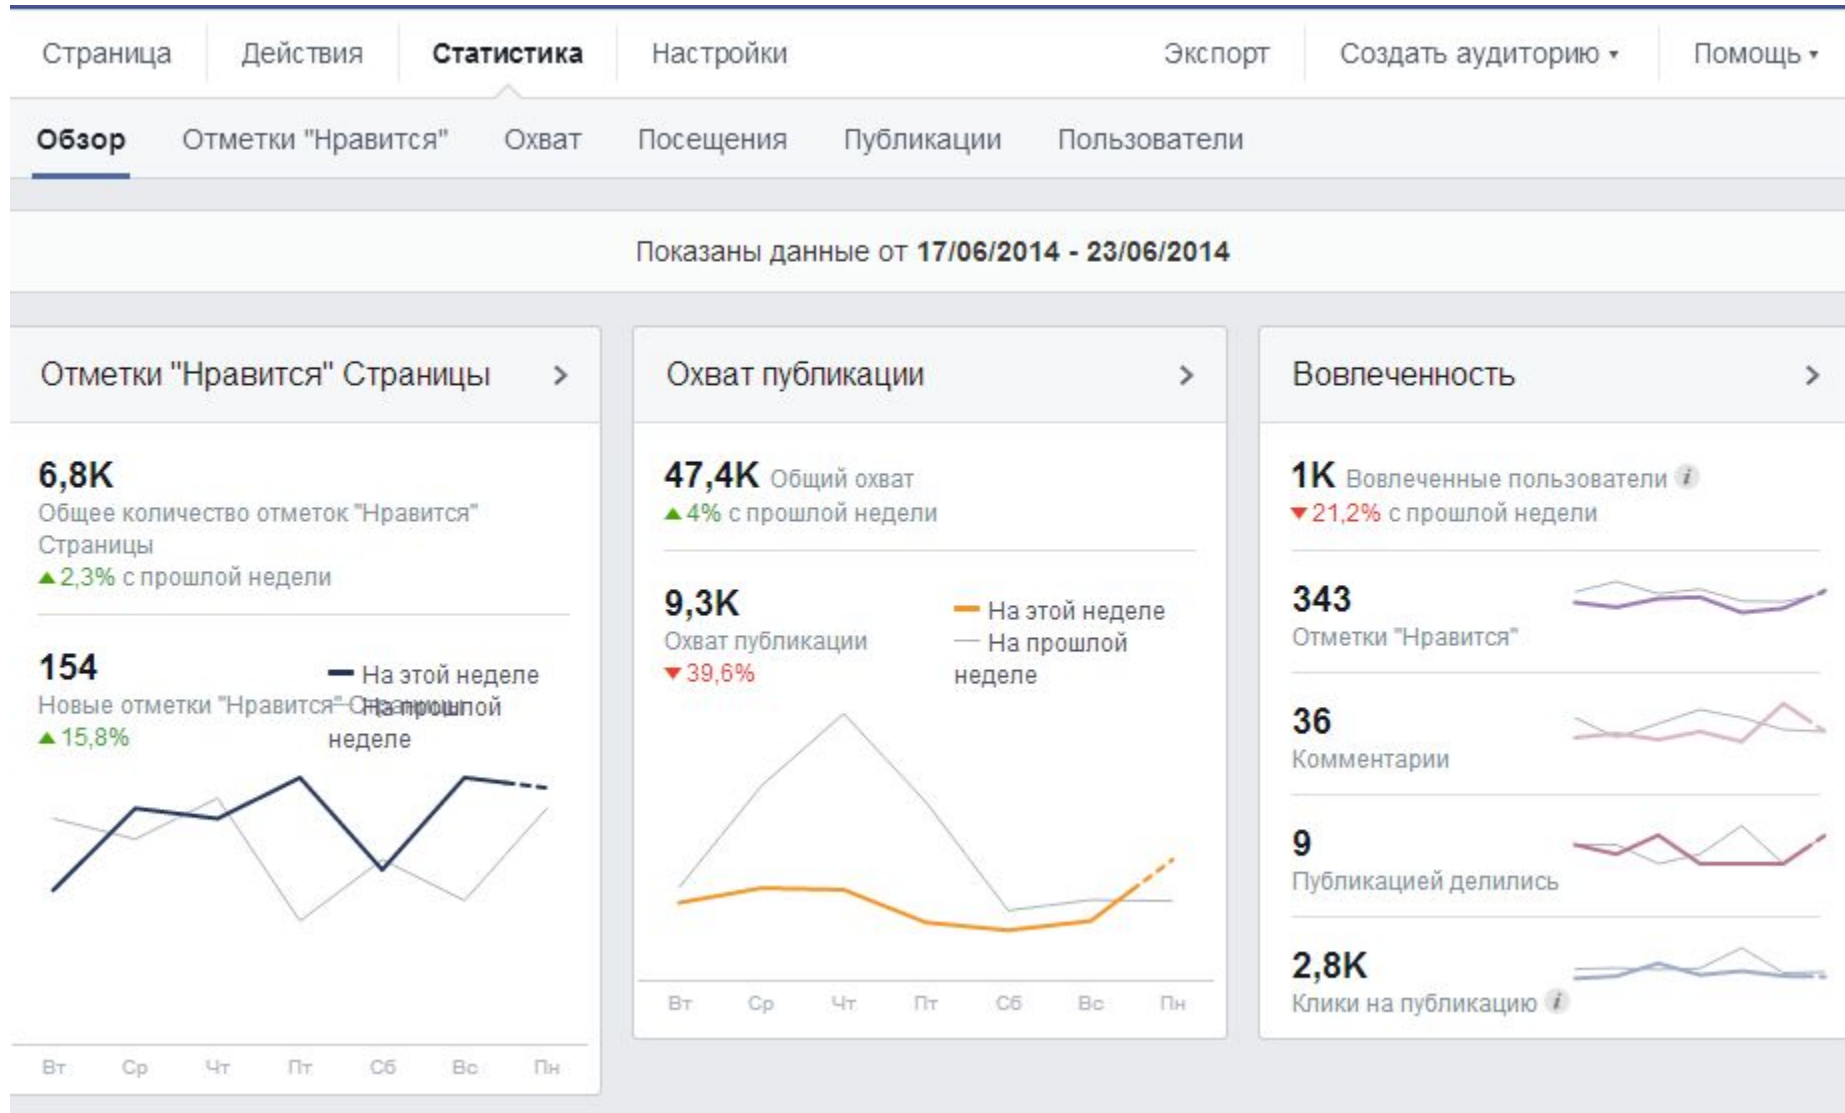 Страница Действия Статистика Настройки Экспорт Создать аудиторию Помощь
Обзор Отметки "Нравится" Охват Посещения Публикации Пользователи
Показаны данные от 17/06/2014 - 23/06/2014
Отметки "Нравится" Страницы
6,8K
Общее количество отметок "Нравится"
Страницы
2,3% с прошлой недели
154
Новые отметки "Нравится" Страницы
15,8%
На этой неделе
На прошлой
неделе
Вт Ср Чт Пт Сб Вс Пн
Охват публикации
47,4K Общий охват
4% с прошлой недели
9,3K
Охват публикации
39,6%
На этой неделе
На прошлой
неделе
Вт Ср Чт Пт Сб Вс Пн
Вовлеченность
1K Вовлеченные пользователи i
21,2% с прошлой недели
343
Отметки "Нравится"
36
Комментарии
9
Публикацией делились
2,8K
Клики на публикацию i